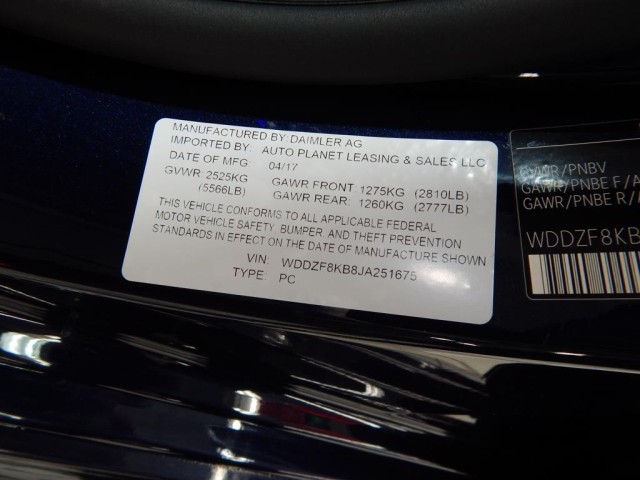 MANUFACTURED BY: DAIMLER AG
IMPORTED BY: AUTO PLANET LEASING & SALES LLC
DATE OF MFG: 04/17
GVWR: 2525KG GAWR FRONT: 1275KG (2810LB)
(5566LB) GAWR REAR: 1260KG (2777LB)
THIS VEHICLE CONFORMS TO ALL APPLICABLE FEDERAL
MOTOR VEHICLE SAFETY, BUMPER, AND THEFT PREVENTION
STANDARDS IN EFFECT ON THE DATE OF MANUFACTURE SHOWN
VIN: WDDZF8KB8JA251675
TYPE: PC
GVWR/PNBV
GAWR/PNBE F/A
GAWR/PNBE R/A
WDDZF8KB